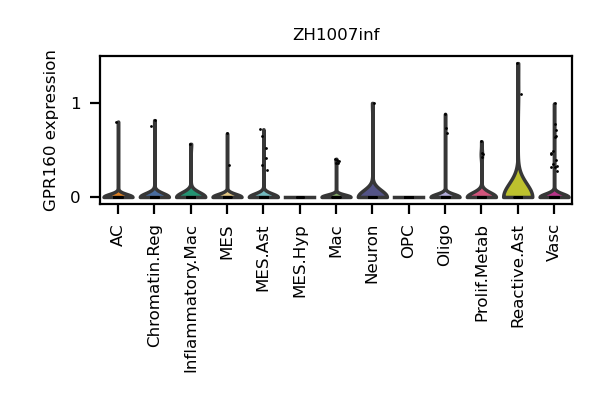 ZH1007inf
GPR160 expression
1
0
AC
Chromatin.Reg
Inflammatory.Mac
MES
MES.Ast
MES.Hyp
Mac
Neuron
OPC
Oligo
Prolif.Metab
Reactive.Ast
Vasc